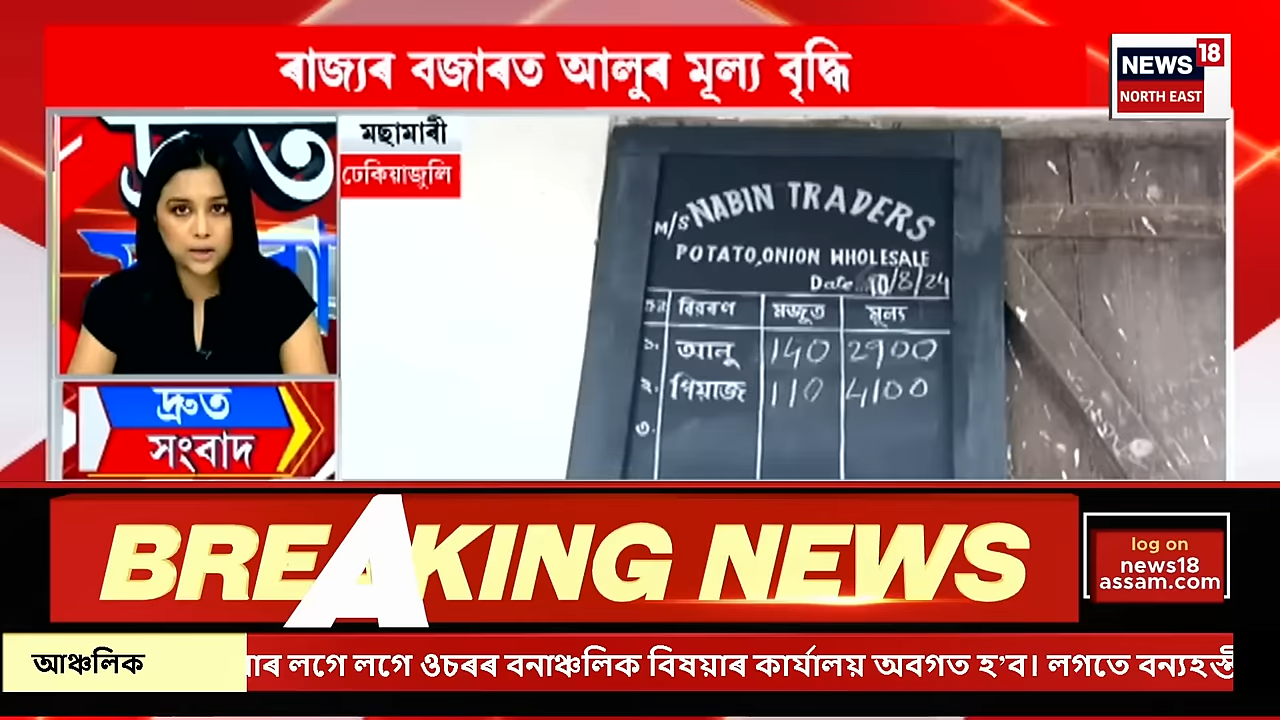 ৰাজ্যৰ বজাৰত আলুৰ মূল্য বৃদ্ধি
NEWS 18
NORTH EAST
দ্ৰুত
মছামাৰী
ঢেকিয়াজুলি
M/S NABIN TRADERS
POTATO, ONION WHOLESALE
Date...10/8/24
বিৱৰণ মজুত মূল্য
১. আলু 140 2900
২. পিয়াজ 110 4100
৩.
দ্ৰুত
সংবাদ
BREAKING NEWS
log on
news18
assam.com
আঞ্চলিক
লগে লগে ওচৰৰ বনাঞ্চলিক বিষয়াৰ কাৰ্যালয় অবগত হ'ব। লগতে বন্যহস্তী